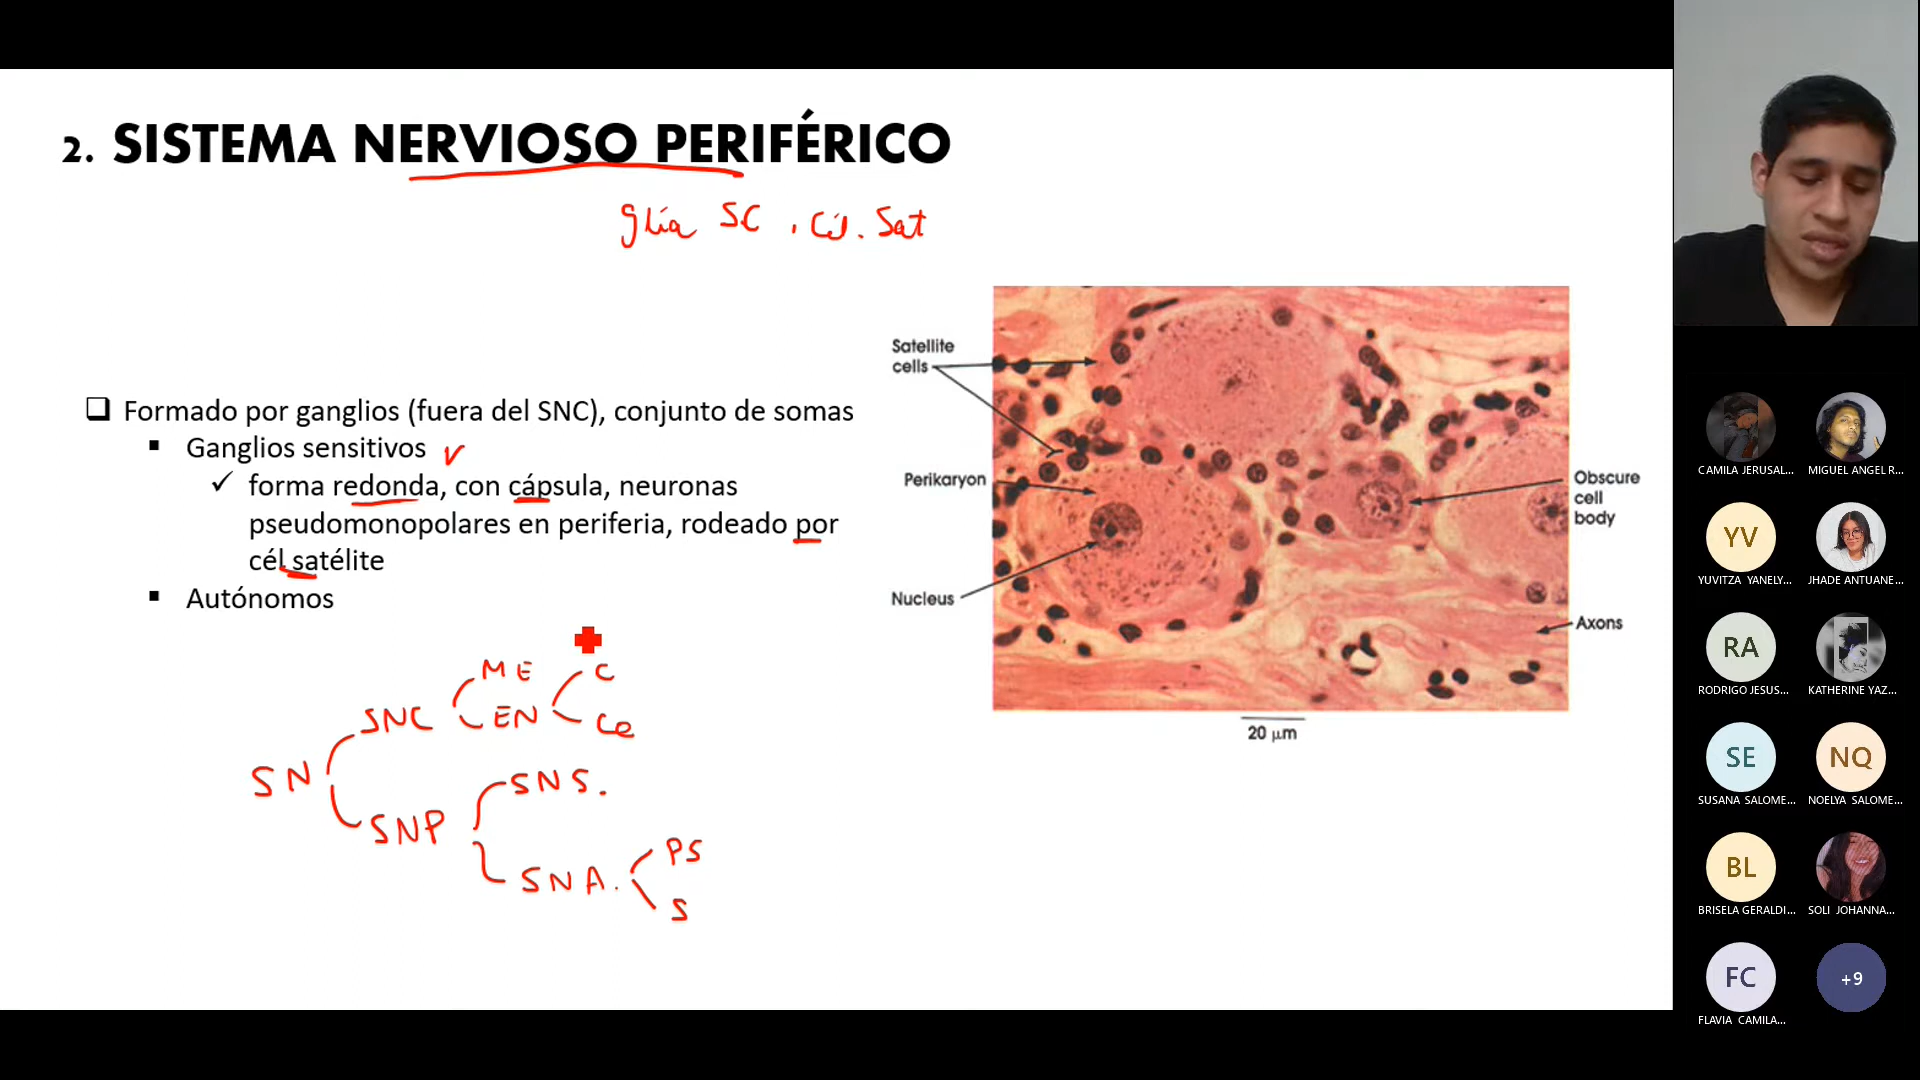 2. SISTEMA NERVIOSO PERIFÉRICO
glía SC , Cél. Sat
❑ Formado por ganglios (fuera del SNC), conjunto de somas
▪ Ganglios sensitivos ✓
✓ forma redonda, con cápsula, neuronas
pseudomonopolares en periferia, rodeado por
cél satélite
▪ Autónomos
Satellite
cells
Perikaryon
Nucleus
Obscure
cell
body
Axons
20 µm
ME
C
SNC
EN
Ce
SN
SNS.
SNP
PS
SNA.
S
CAMILA JERUSAL...
MIGUEL ANGEL R...
YV
YUVITZA YANELY...
JHADE ANTUANE...
RA
RODRIGO JESUS...
KATHERINE YAZ...
SE
SUSANA SALOME...
NQ
NOELYA SALOME...
BL
BRISELA GERALDI...
SOLI JOHANNA...
FC
FLAVIA CAMILA...
+9